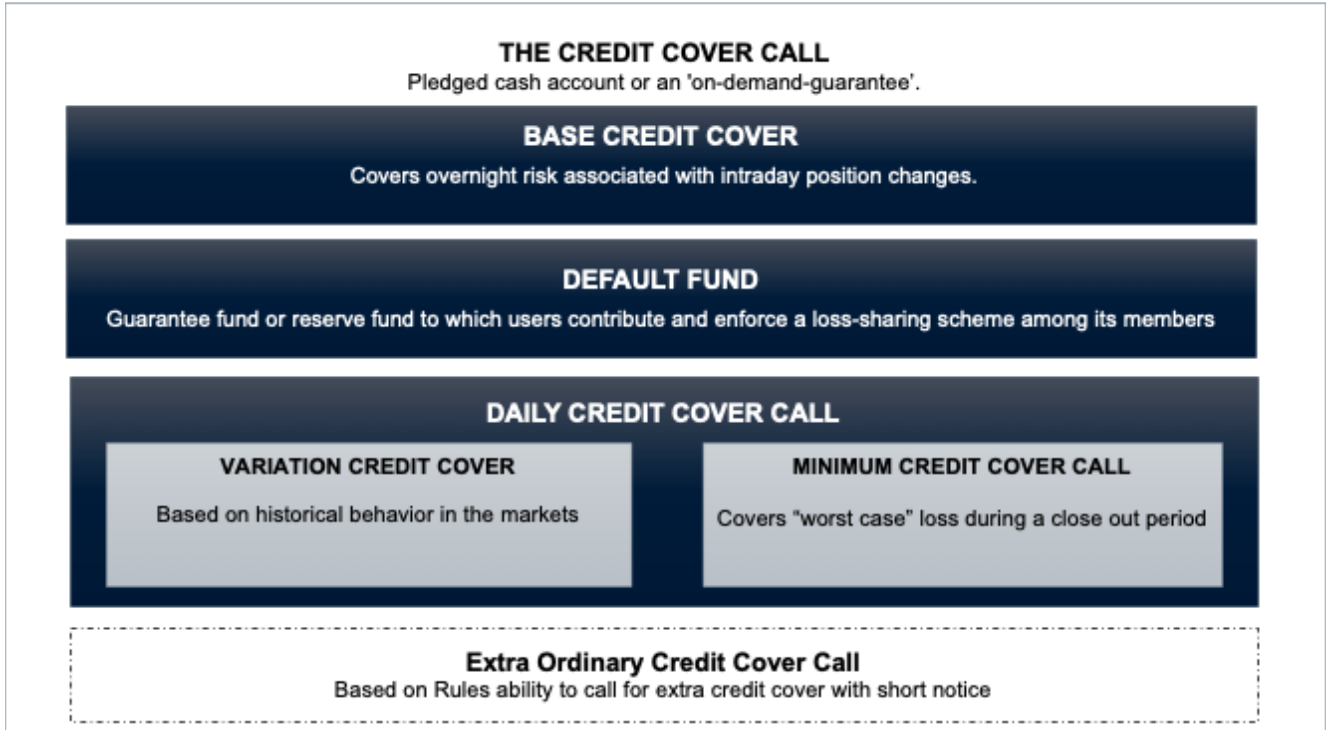 THE CREDIT COVER CALL
Pledged cash account or an 'on-demand-guarantee'.
BASE CREDIT COVER
Covers overnight risk associated with intraday position changes.
DEFAULT FUND
Guarantee fund or reserve fund to which users contribute and enforce a loss-sharing scheme among its members
DAILY CREDIT COVER CALL
VARIATION CREDIT COVER
Based on historical behavior in the markets
MINIMUM CREDIT COVER CALL
Covers “worst case” loss during a close out period
Extra Ordinary Credit Cover Call
Based on Rules ability to call for extra credit cover with short notice